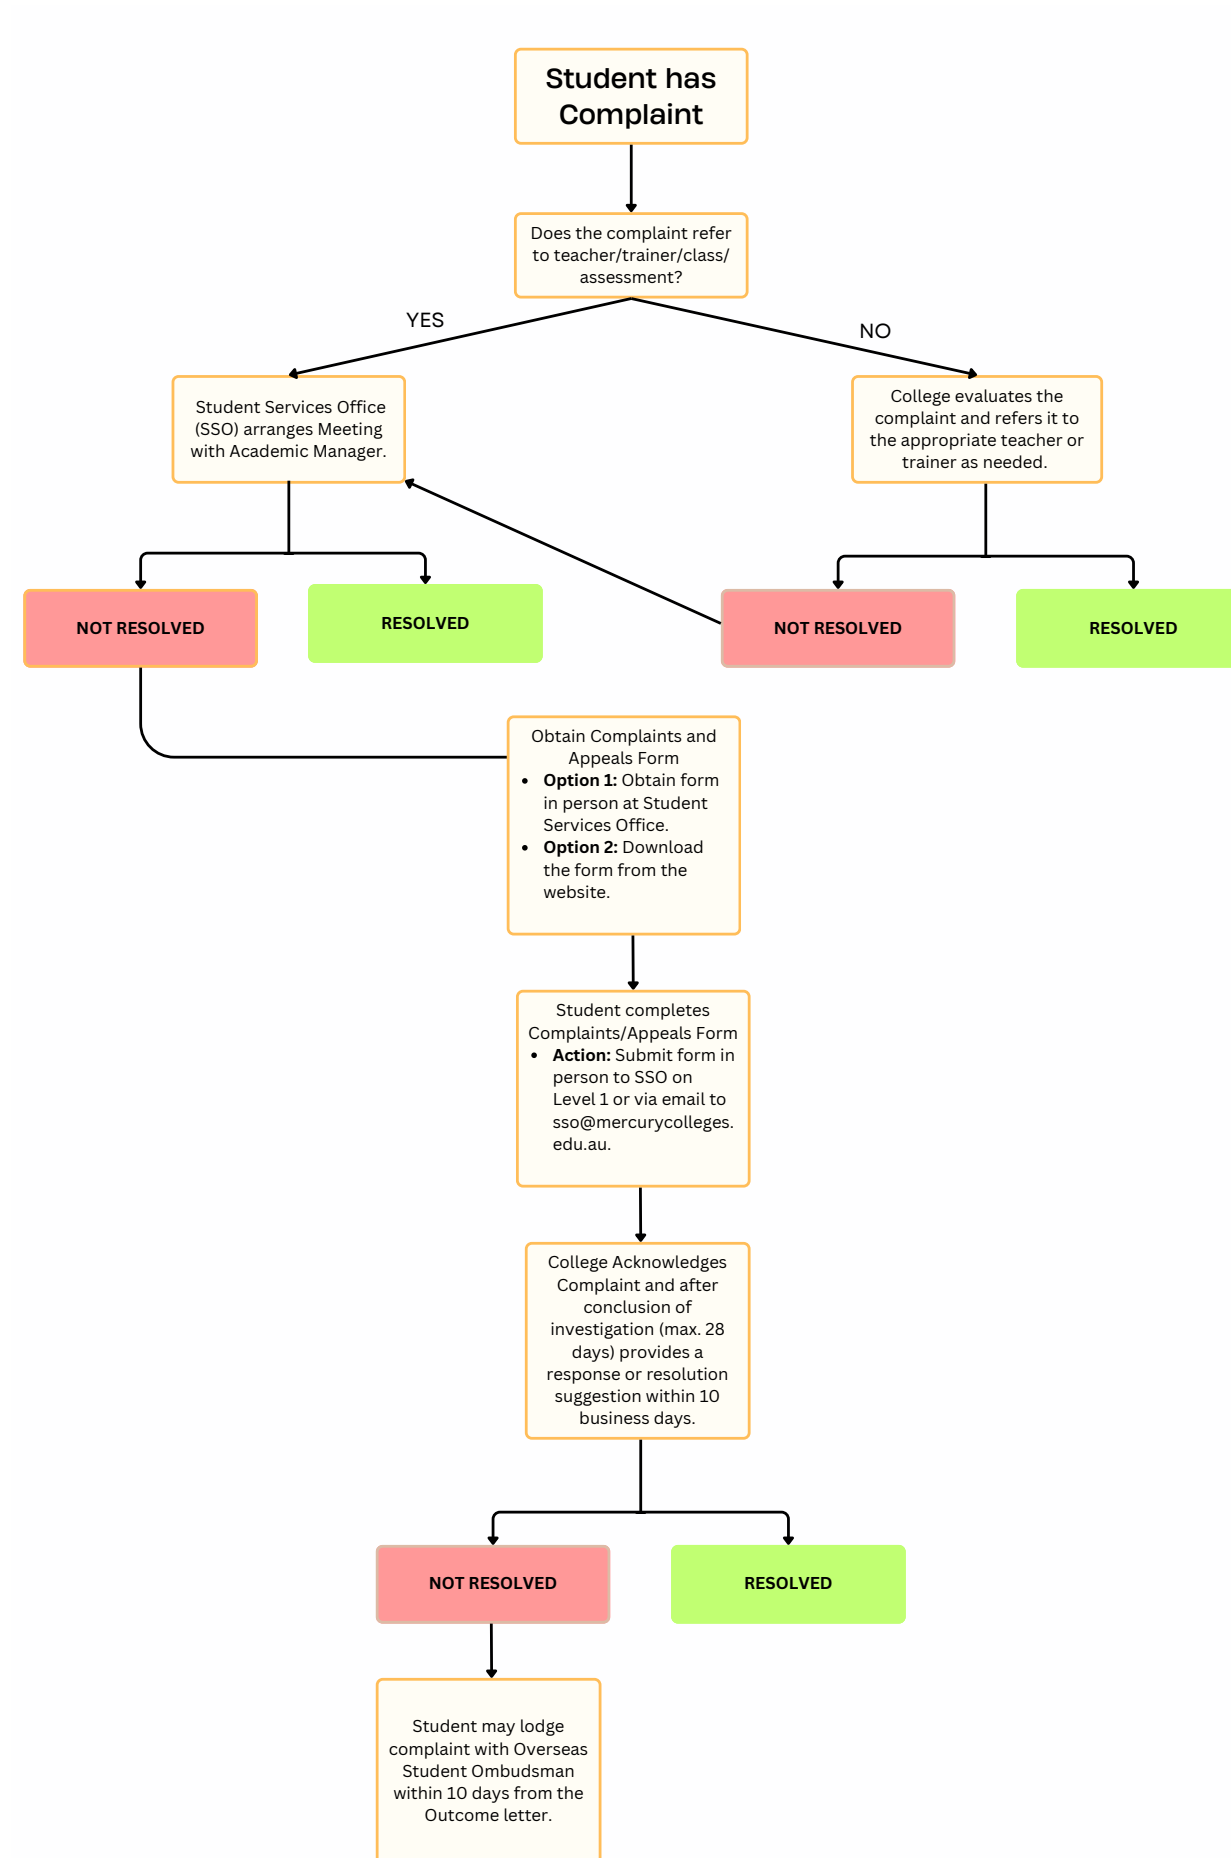 Student has
Complaint
Does the complaint refer
to teacher/trainer/class/
assessment?
YES
NO
Student Services Office
(SSO) arranges Meeting
with Academic Manager.
College evaluates the
complaint and refers it to
the appropriate teacher or
trainer as needed.
NOT RESOLVED
RESOLVED
NOT RESOLVED
RESOLVED
Obtain Complaints and
Appeals Form
• Option 1: Obtain form
in person at Student
Services Office.
• Option 2: Download
the form from the
website.
Student completes
Complaints/Appeals Form
• Action: Submit form in
person to SSO on
Level 1 or via email to
sso@mercurycolleges.
edu.au.
College Acknowledges
Complaint and after
conclusion of
investigation (max. 28
days) provides a
response or resolution
suggestion within 10
business days.
NOT RESOLVED
RESOLVED
Student may lodge
complaint with Overseas
Student Ombudsman
within 10 days from the
Outcome letter.